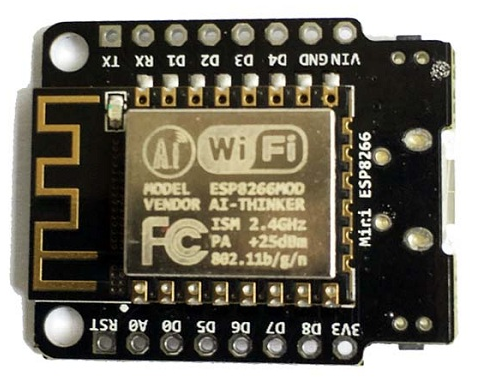 TX RX D1 D2 D3 D4 GND VIN
Ai WiFi
MODEL ESP8266MOD
VENDOR AI-THINKER
FC ISM 2.4GHz
PA +25dBm
802.11b/g/n
Mini ESP8266
RST A0 D0 D5 D6 D7 D8 3V3